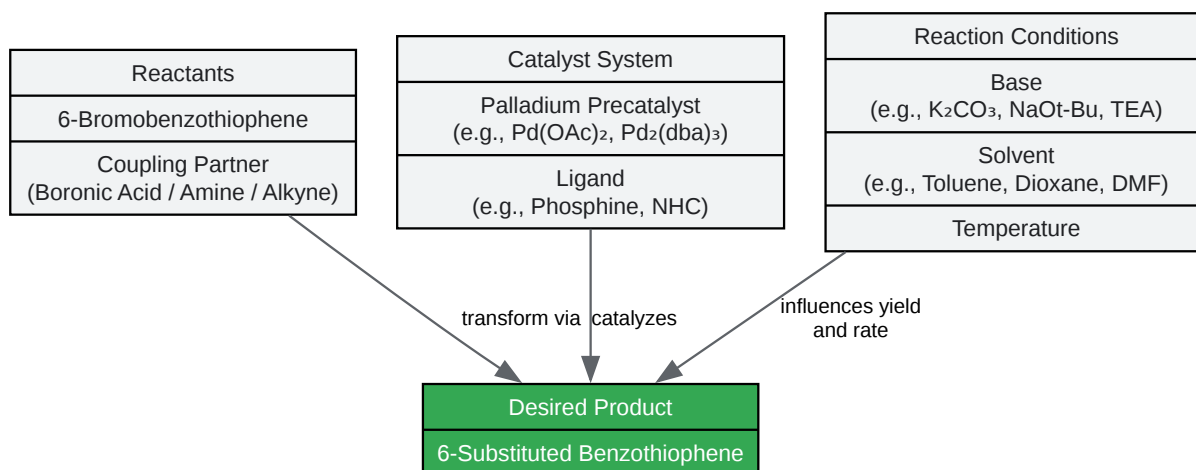 Reactants
6-Bromobenzothiophene
Coupling Partner
(Boronic Acid / Amine / Alkyne)
Catalyst System
Palladium Precatalyst
(e.g., Pd(OAc)₂, Pd₂(dba)₃)
Ligand
(e.g., Phosphine, NHC)
Reaction Conditions
Base
(e.g., K₂CO₃, NaOt-Bu, TEA)
Solvent
(e.g., Toluene, Dioxane, DMF)
Temperature
transform via
catalyzes
influences yield
and rate
Desired Product
6-Substituted Benzothiophene